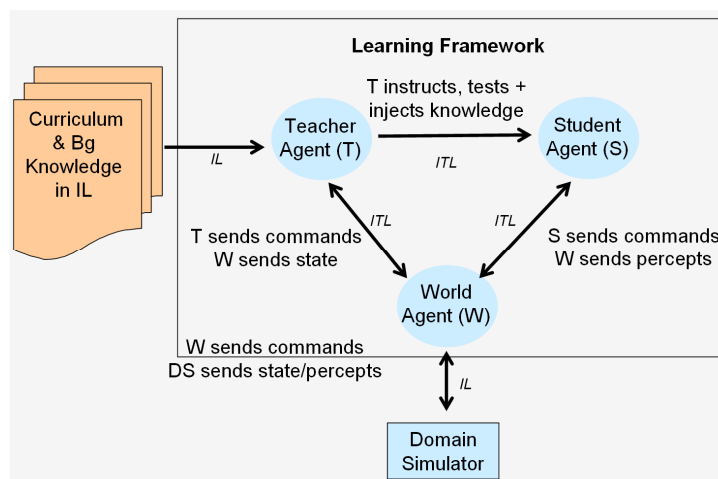 Learning Framework
Curriculum
& Bg
Knowledge
in IL
IL
Teacher
Agent (T)
T instructs, tests +
injects knowledge
ITL
Student
Agent (S)
ITL
T sends commands
W sends state
ITL
S sends commands
W sends percepts
World
Agent (W)
W sends commands
DS sends state/percepts
IL
Domain
Simulator